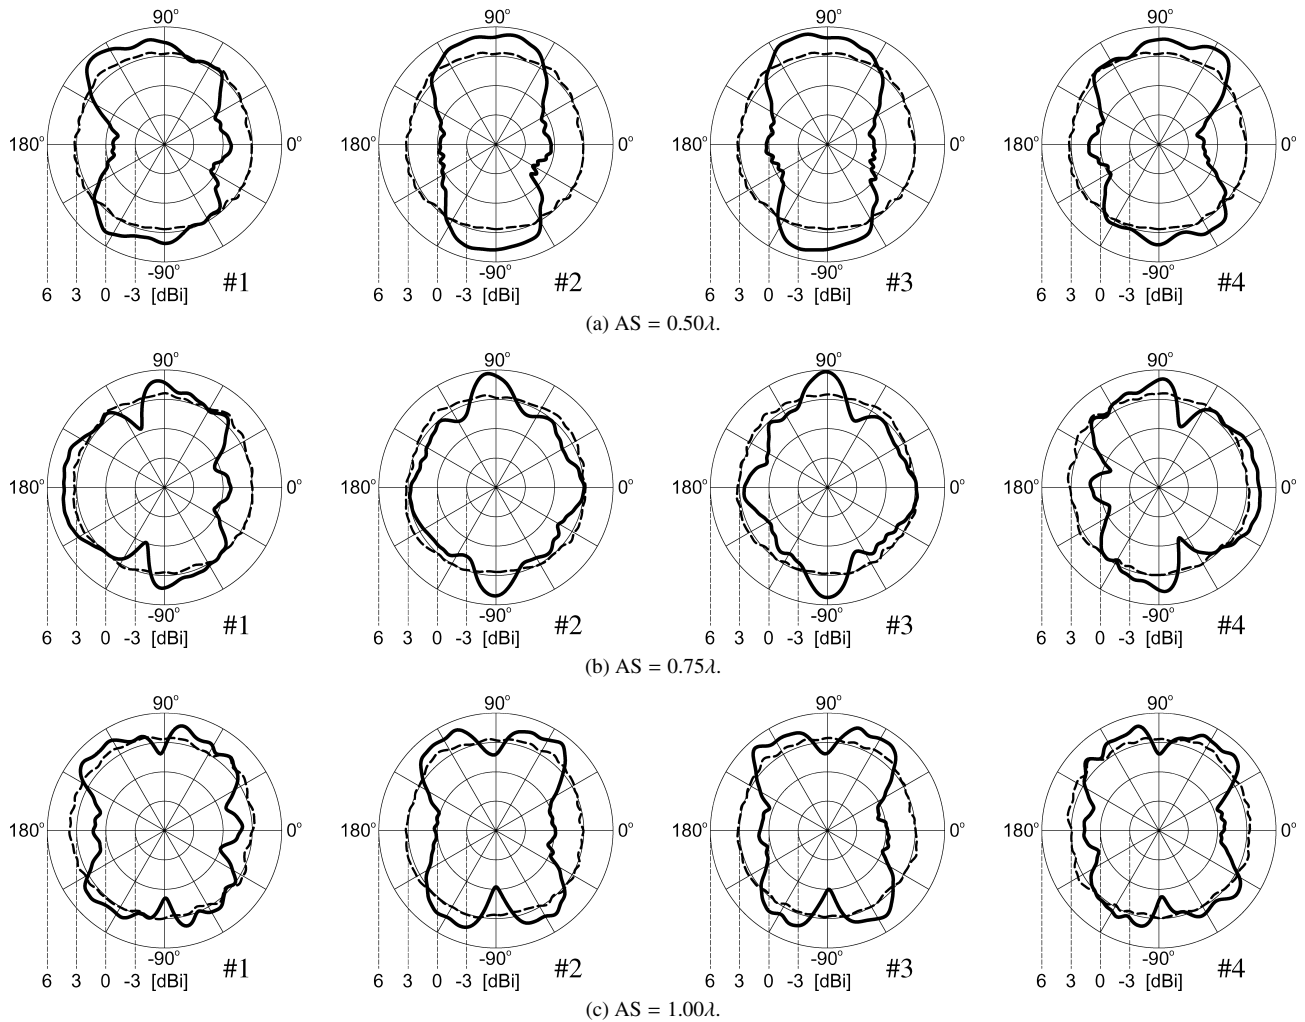 90° 90° 90° 90°
180° 0° 180° 0° 180° 0° 180° 0°
-90° -90° -90° -90°
#1 #2 #3 #4
6 3 0 -3 [dBi] 6 3 0 -3 [dBi] 6 3 0 -3 [dBi] 6 3 0 -3 [dBi]
(a) AS = 0.50λ.
90° 90° 90° 90°
180° 0° 180° 0° 180° 0° 180° 0°
-90° -90° -90° -90°
#1 #2 #3 #4
6 3 0 -3 [dBi] 6 3 0 -3 [dBi] 6 3 0 -3 [dBi] 6 3 0 -3 [dBi]
(b) AS = 0.75λ.
90° 90° 90° 90°
180° 0° 180° 0° 180° 0° 180° 0°
-90° -90° -90° -90°
#1 #2 #3 #4
6 3 0 -3 [dBi] 6 3 0 -3 [dBi] 6 3 0 -3 [dBi] 6 3 0 -3 [dBi]
(c) AS = 1.00λ.